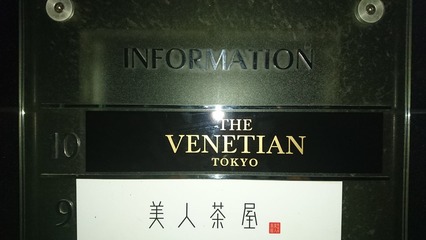 INFORMATION
10
THE
VENETIAN
TOKYO
9
美人茶屋